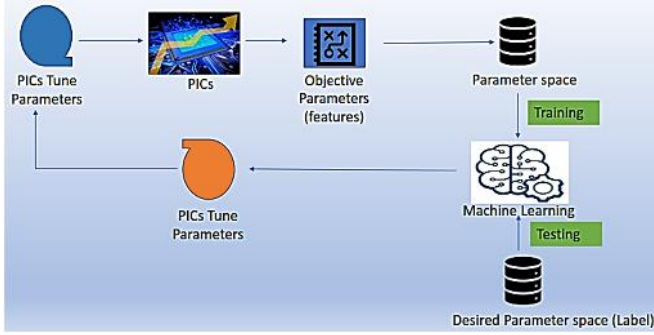 PICs Tune
Parameters
PICs
Objective
Parameters
(features)
Parameter space
Training
PICs Tune
Parameters
Machine Learning
Testing
Desired Parameter space (Label)